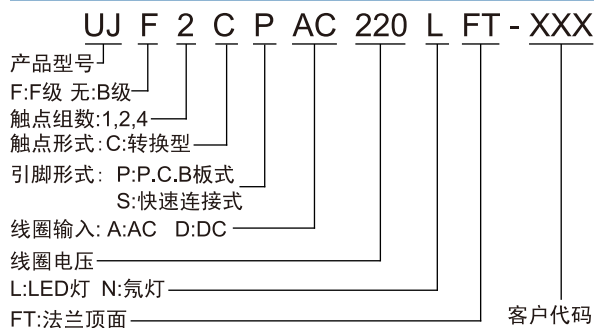 UJ F 2 C P AC 220 L FT - XXX
产品型号
F:F级 无:B级
触点组数:1,2,4
触点形式:C:转换型
引脚形式: P:P.C.B板式
S:快速连接式
线圈输入: A:AC D:DC
线圈电压
L:LED灯 N:氖灯
FT:法兰顶面
客户代码